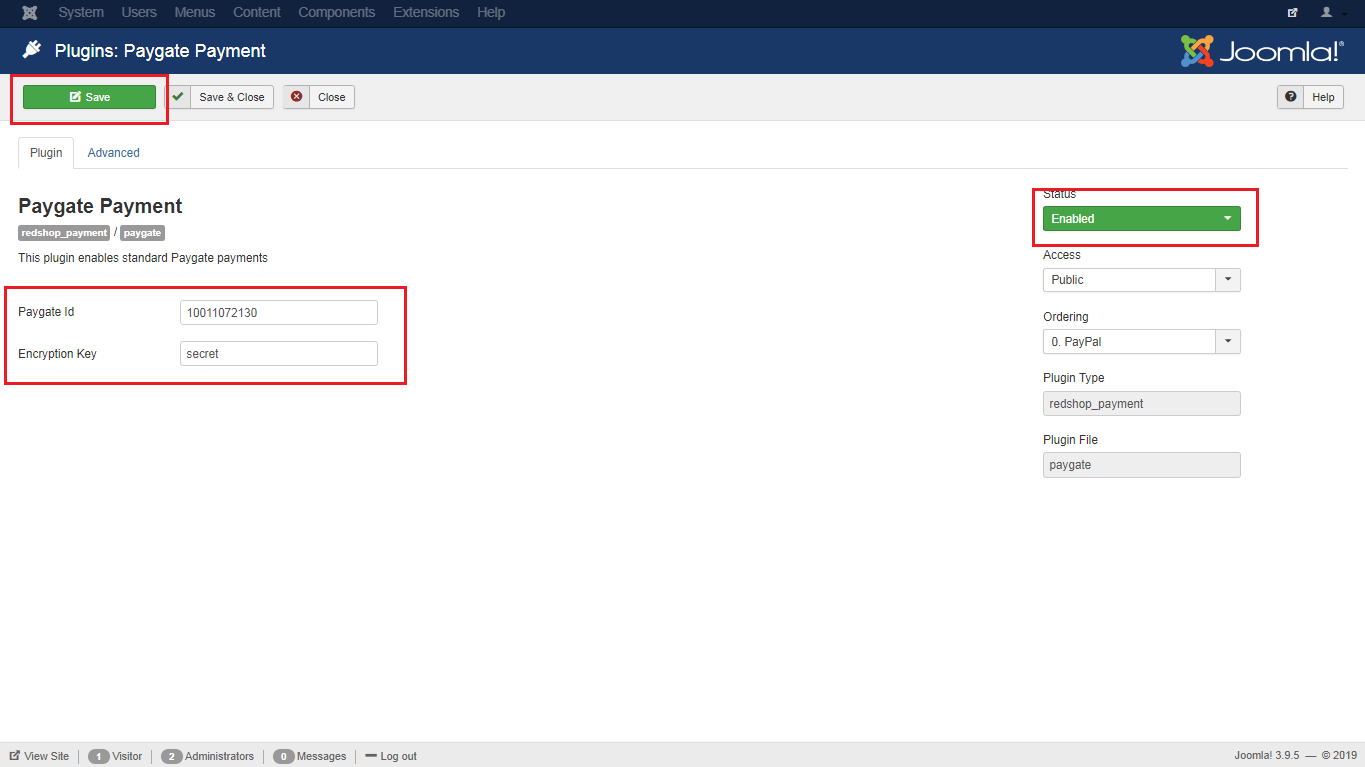 System Users Menus Content Components Extensions Help
Plugins: Paygate Payment
Joomla!®
Save
Save & Close
Close
Help
Plugin
Advanced
Paygate Payment
redshop_payment / paygate
This plugin enables standard Paygate payments
Paygate Id
10011072130
Encryption Key
secret
Status
Enabled
Access
Public
Ordering
0. PayPal
Plugin Type
redshop_payment
Plugin File
paygate
View Site 1 Visitor 2 Administrators 0 Messages Log out
Joomla! 3.9.5 — © 2019